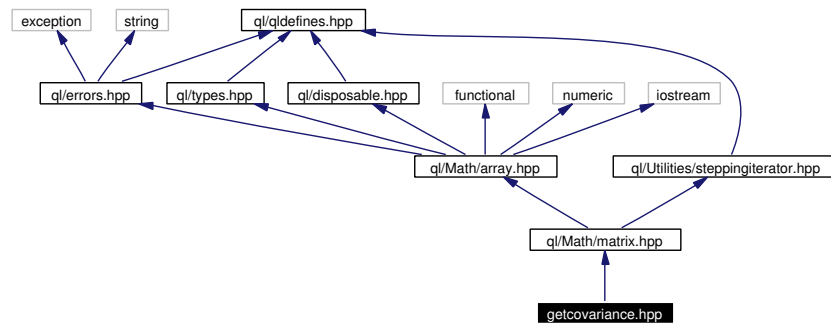 exception
string
ql/qldefines.hpp
ql/errors.hpp
ql/types.hpp
ql/disposable.hpp
functional
numeric
iostream
ql/Math/array.hpp
ql/Utilities/steppingiterator.hpp
ql/Math/matrix.hpp
getcovariance.hpp